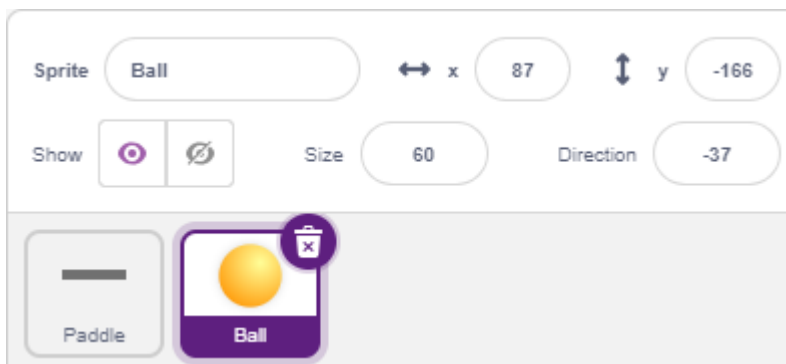 Sprite Ball x 87 y -166
Show Size 60 Direction -37
Paddle Ball